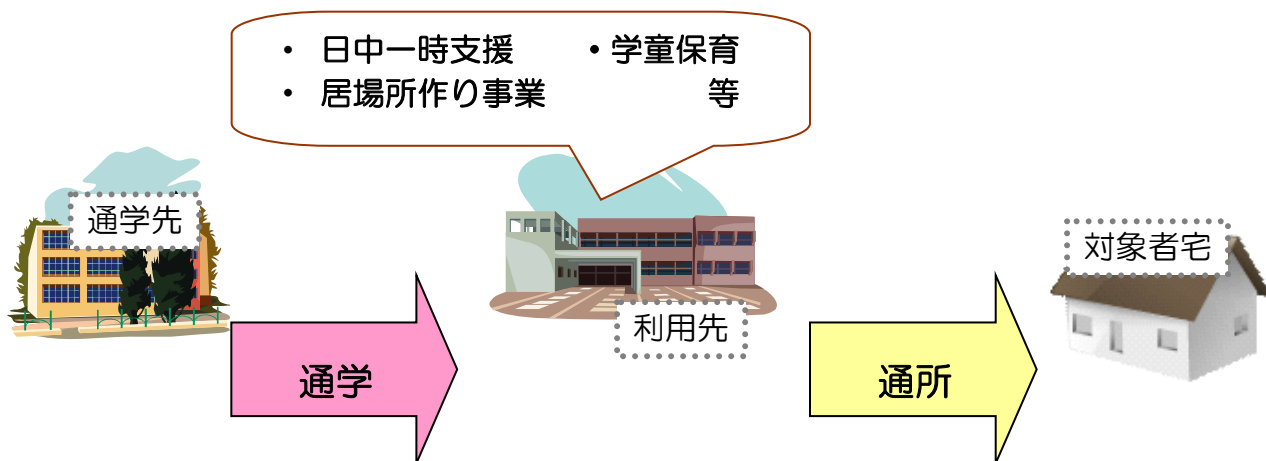 ・ 日中一時支援 ・学童保育
・ 居場所作り事業 等
通学先
利用先
対象者宅
通学
通所